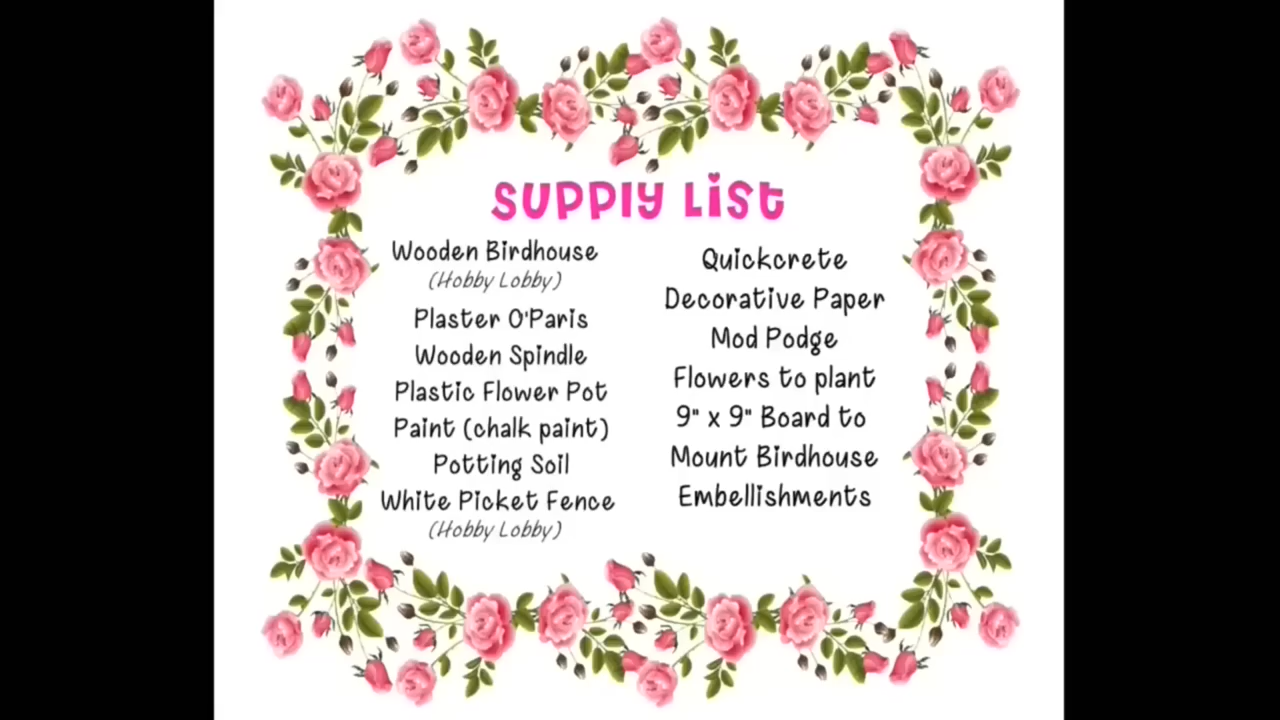 SUPPlY LiSt
Wooden Birdhouse
(Hobby Lobby)
Plaster O'Paris
Wooden Spindle
Plastic Flower Pot
Paint (chalk paint)
Potting Soil
White Picket Fence
(Hobby Lobby)
Quickcrete
Decorative Paper
Mod Podge
Flowers to plant
9" x 9" Board to
Mount Birdhouse
Embellishments